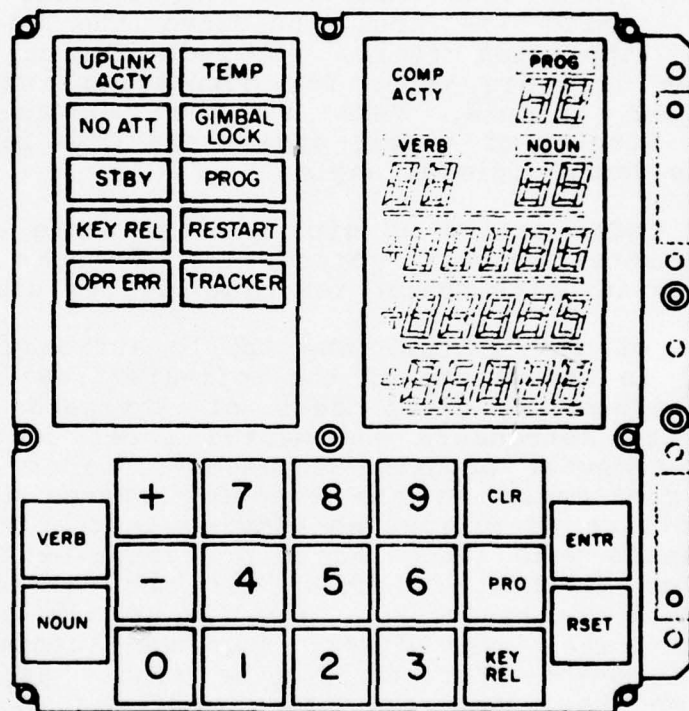 UPLINK
ACTY
TEMP
NO ATT
GIMBAL
LOCK
STBY
PROG
KEY REL
RESTART
OPR ERR
TRACKER
COMP
ACTY
PROG
VERB
NOUN
+ 7 8 9 CLR
- 4 5 6 PRO
0 1 2 3 KEY
REL
VERB
NOUN
ENTR
RSET